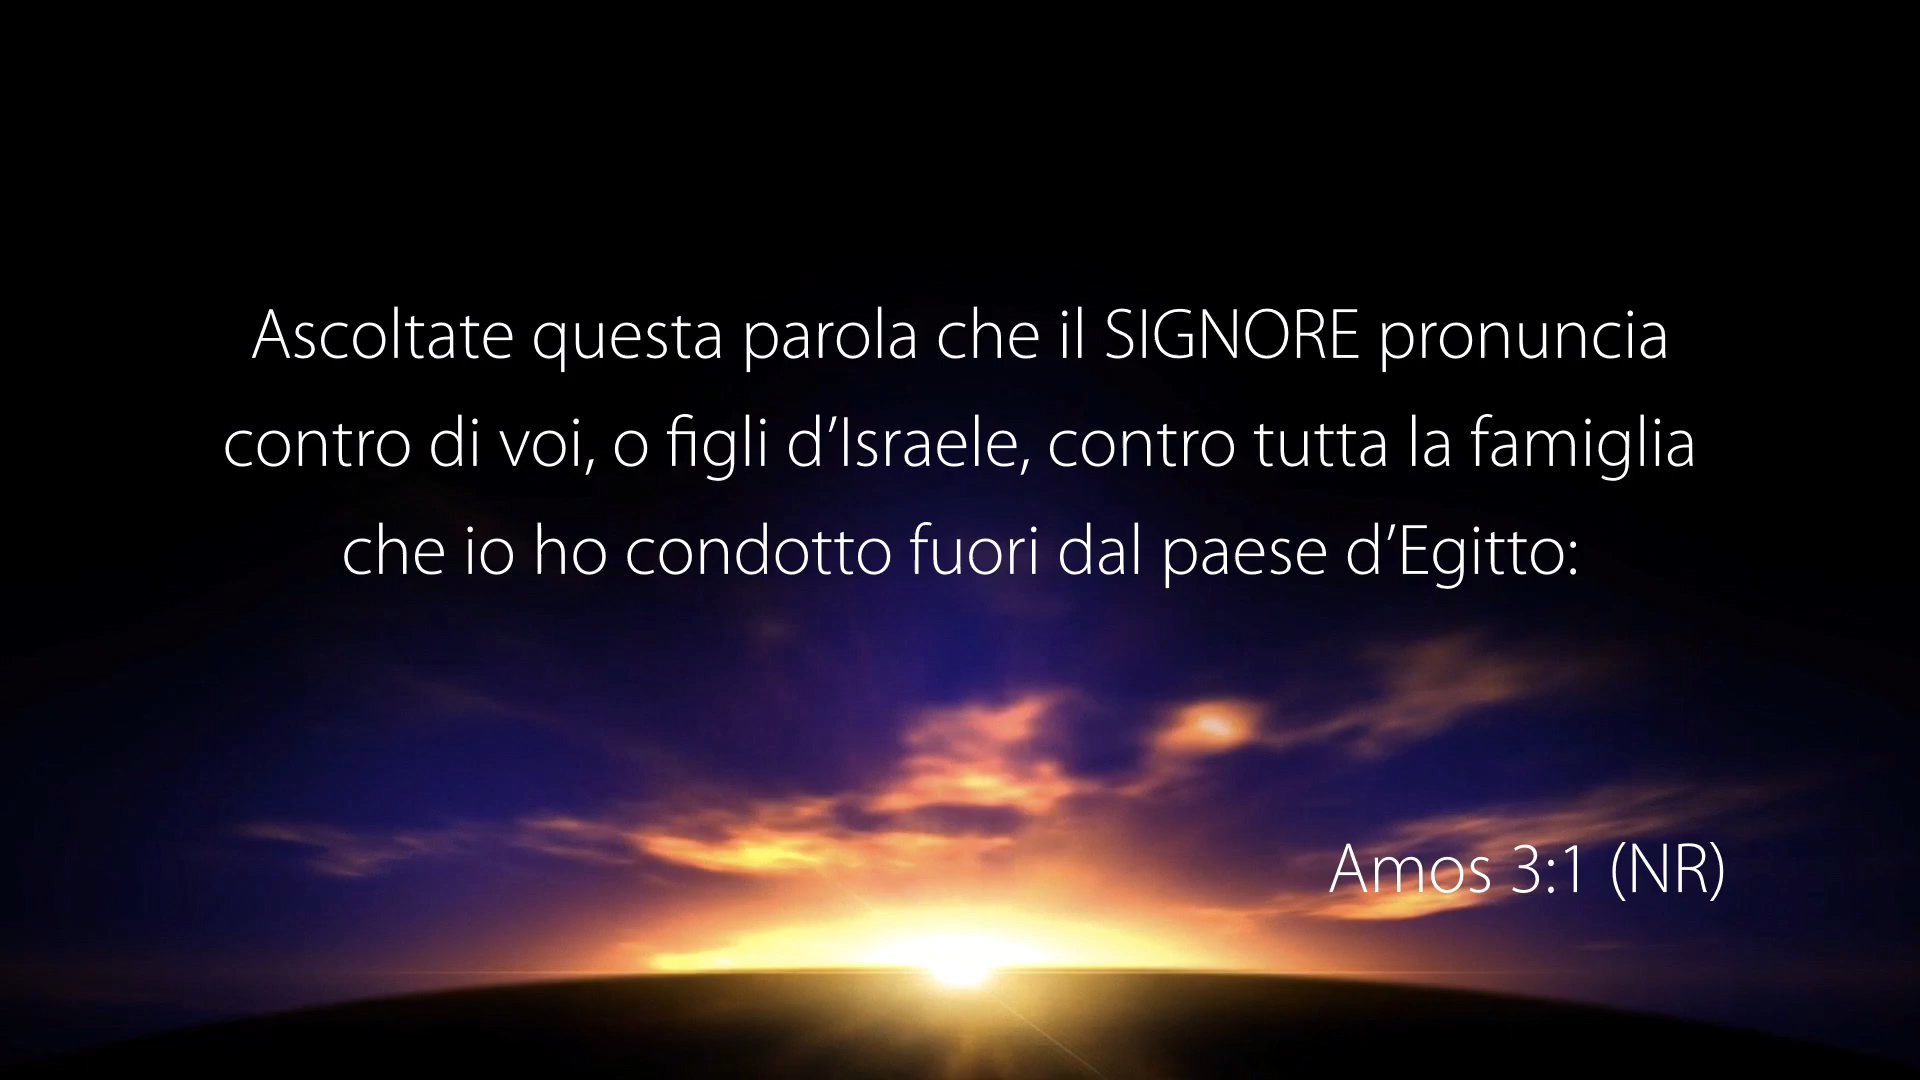 Ascoltate questa parola che il SIGNORE pronuncia
contro di voi, o figli d’Israele, contro tutta la famiglia
che io ho condotto fuori dal paese d’Egitto:
Amos 3:1 (NR)